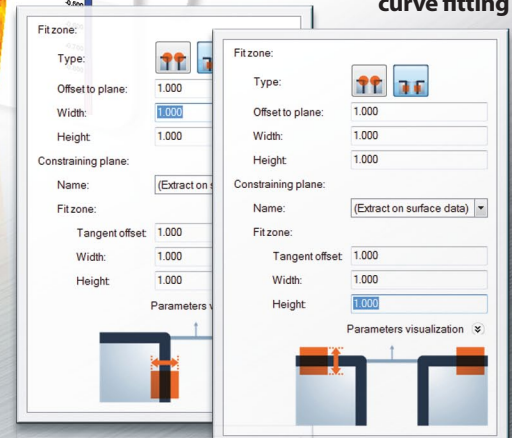 curve fitting
Fit zone:
Type:
Offset to plane: 1.000
Width: 1.000
Height: 1.000
Constraining plane:
Name: (Extract on
Fit zone:
Tangent offset: 1.000
Width: 1.000
Height: 1.000
Parameters
Fit zone:
Type:
Offset to plane: 1.000
Width: 1.000
Height: 1.000
Constraining plane:
Name: (Extract on surface data)
Fit zone:
Tangent offset: 1.000
Width: 1.000
Height: 1.000
Parameters visualization